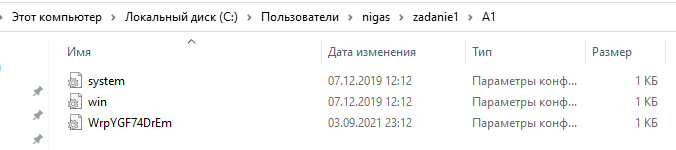 Этот компьютер > Локальный диск (C:) > Пользователи > nigas > zadanie1 > A1
Имя Дата изменения Тип Размер
system 07.12.2019 12:12 Параметры конф... 1 КБ
win 07.12.2019 12:12 Параметры конф... 1 КБ
WrpYGF74DrEm 03.09.2021 23:12 Параметры конф... 1 КБ